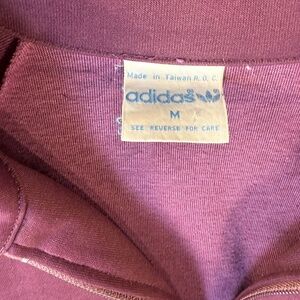 Made in Taiwan R.O.C.
adidas
M
SEE REVERSE FOR CARE